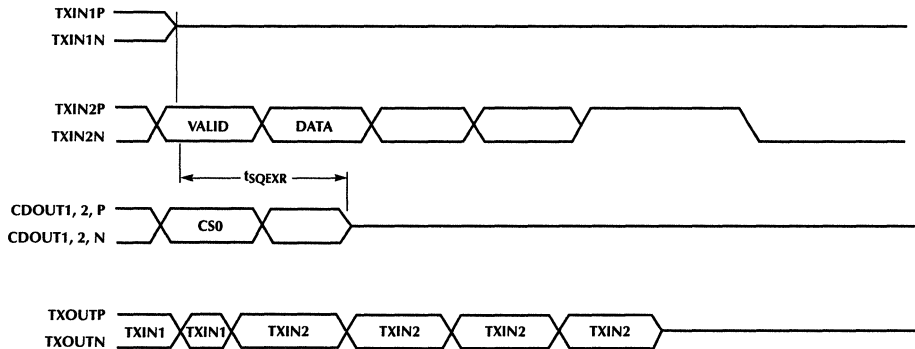 TXIN1P
TXIN1N
TXIN2P
TXIN2N
VALID
DATA
tSQEXR
CDOUT1, 2, P
CDOUT1, 2, N
CS0
TXOUTP
TXOUTN
TXIN1
TXIN1
TXIN2
TXIN2
TXIN2
TXIN2